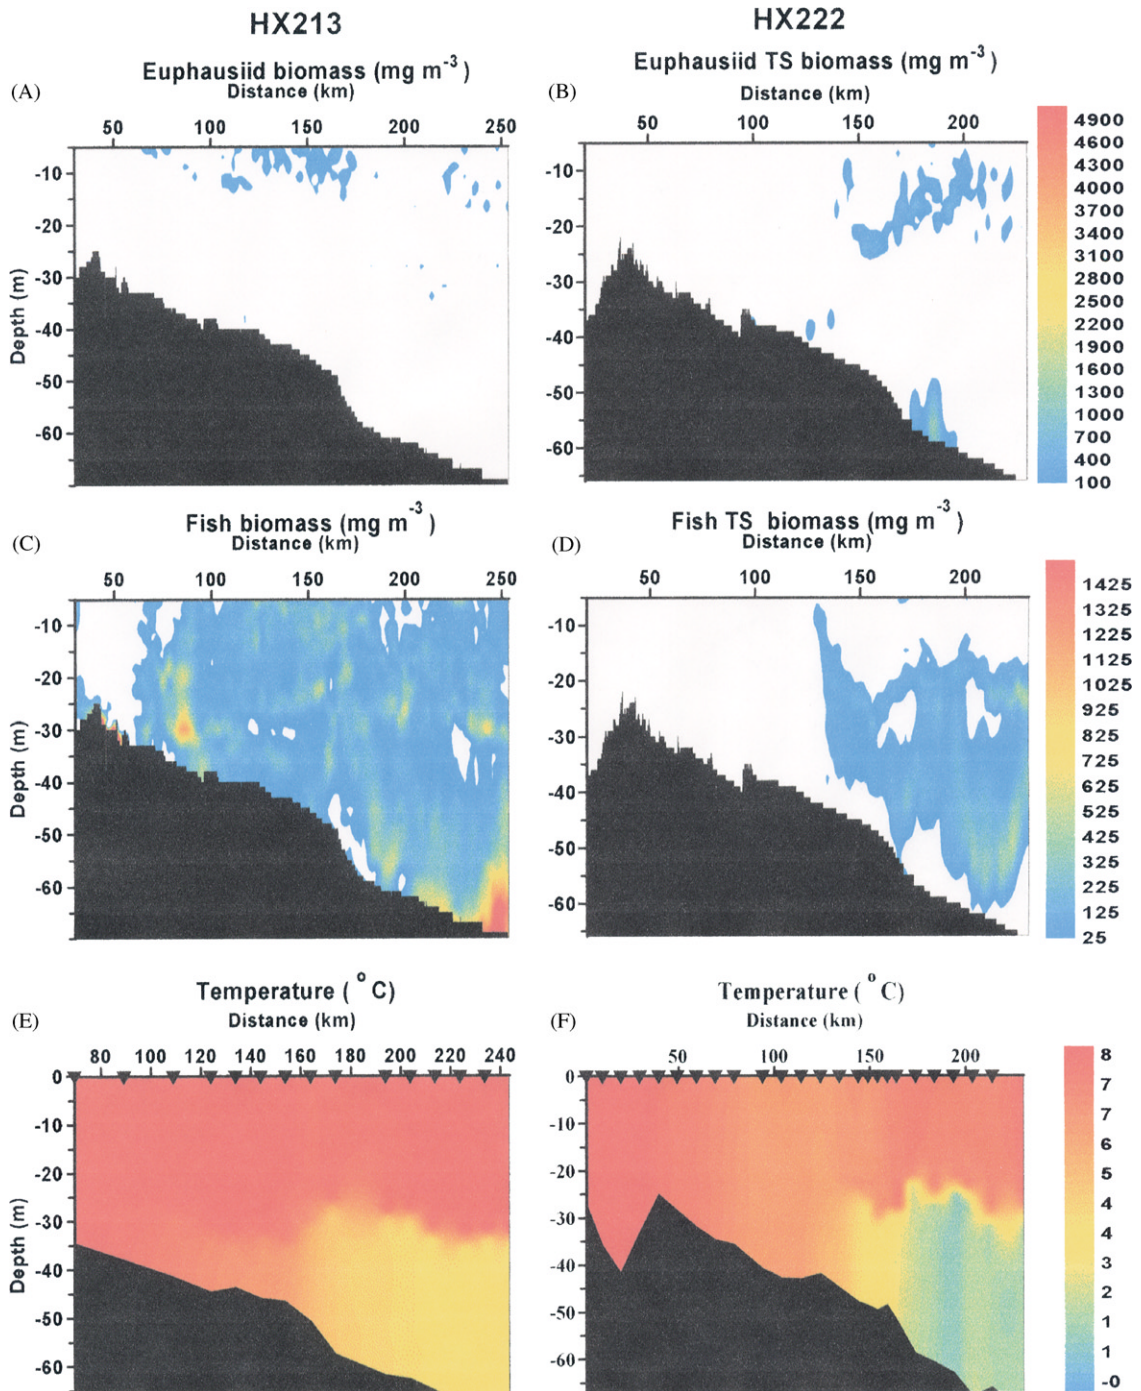 HX213
HX222
Euphausiid biomass (mg m-3)
Distance (km)
Euphausiid TS biomass (mg m-3)
Distance (km)
(A)
(B)
50 100 150 200 250
50 100 150 200
Depth (m)
-10
-20
-30
-40
-50
-60
-10
-20
-30
-40
-50
-60
4900
4600
4300
4000
3700
3400
3100
2800
2500
2200
1900
1600
1300
1000
700
400
100
Fish biomass (mg m-3)
Distance (km)
Fish TS biomass (mg m-3)
Distance (km)
(C)
(D)
50 100 150 200 250
50 100 150 200
Depth (m)
-10
-20
-30
-40
-50
-60
-10
-20
-30
-40
-50
-60
1425
1325
1225
1125
1025
925
825
725
625
525
425
325
225
125
25
Temperature (°C)
Distance (km)
Temperature (°C)
Distance (km)
(E)
(F)
80 100 120 140 160 180 200 220 240
50 100 150 200
Depth (m)
0
-10
-20
-30
-40
-50
-60
0
-10
-20
-30
-40
-50
-60
8
7
7
6
5
4
4
3
2
1
1
-0